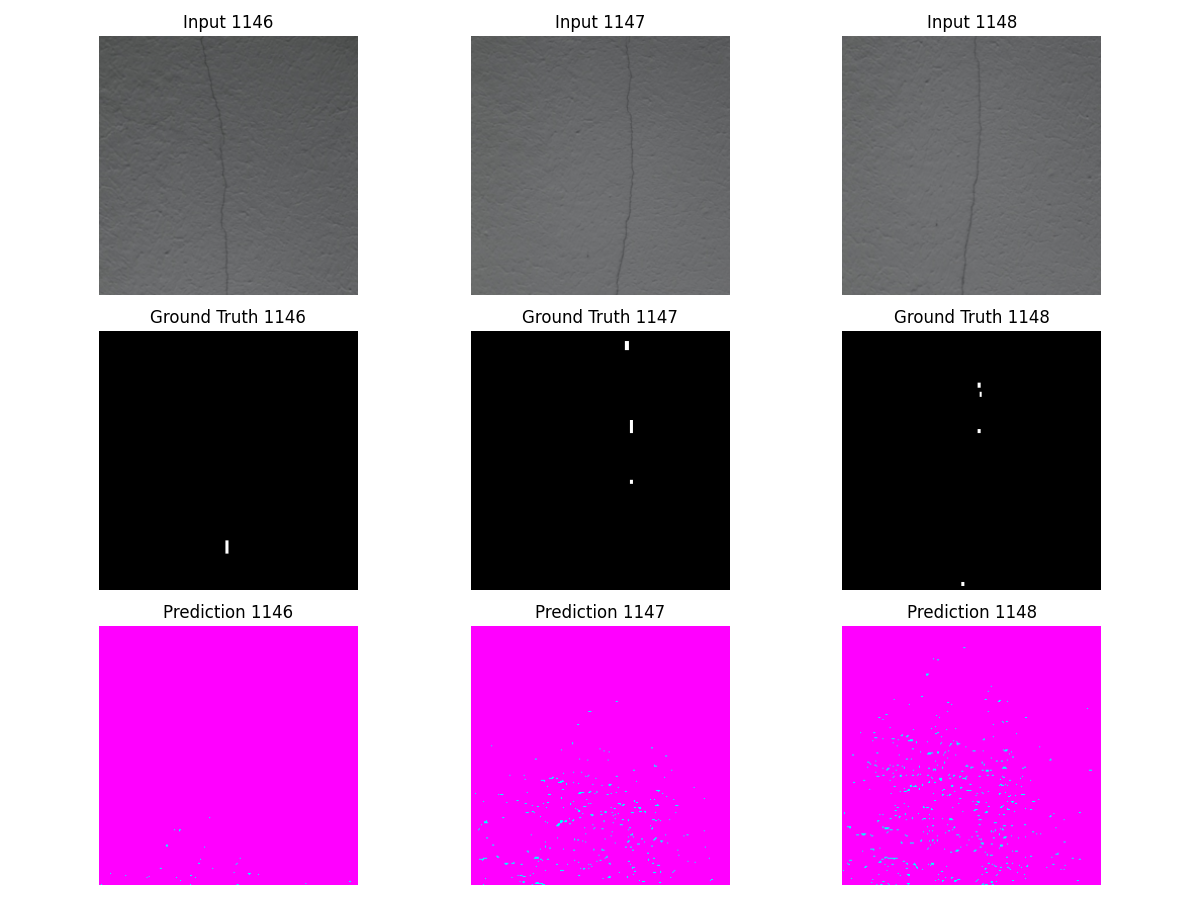 Input 1146
Input 1147
Input 1148
Ground Truth 1146
Ground Truth 1147
Ground Truth 1148
Prediction 1146
Prediction 1147
Prediction 1148